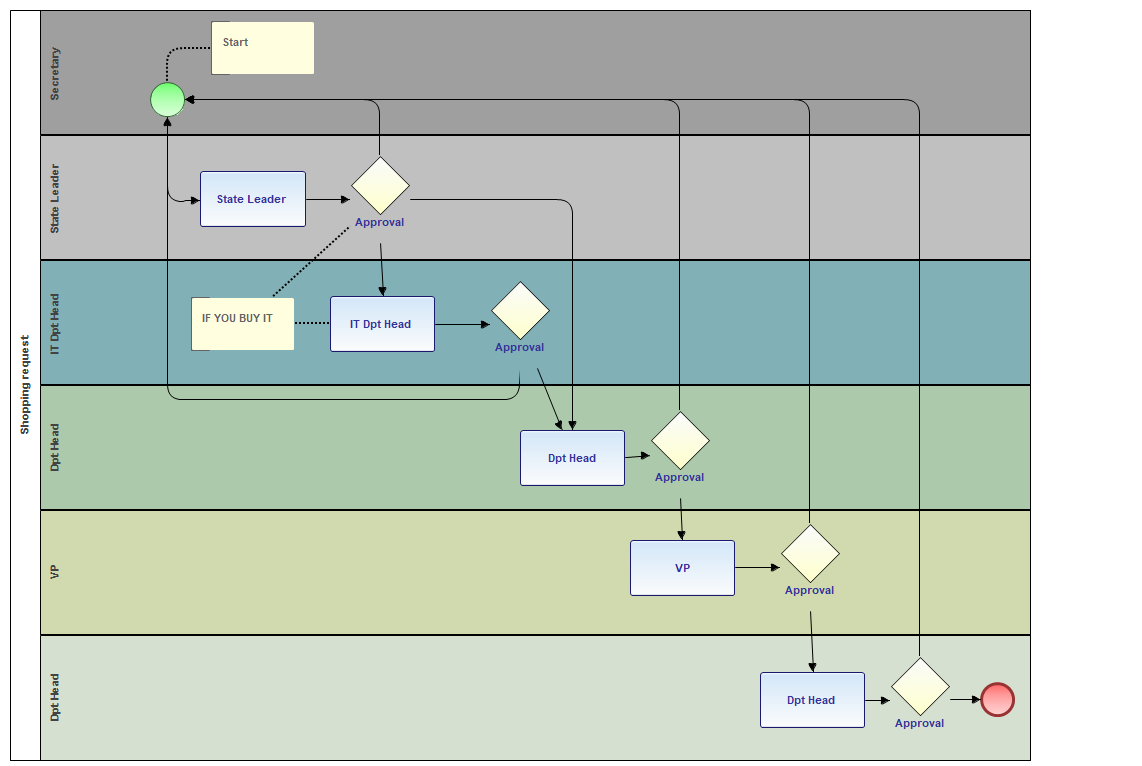 Shopping request
Secretary
Start
State Leader
State Leader
Approval
IT Dpt Head
IF YOU BUY IT
IT Dpt Head
Approval
Dpt Head
Dpt Head
Approval
VP
VP
Approval
Dpt Head
Dpt Head
Approval